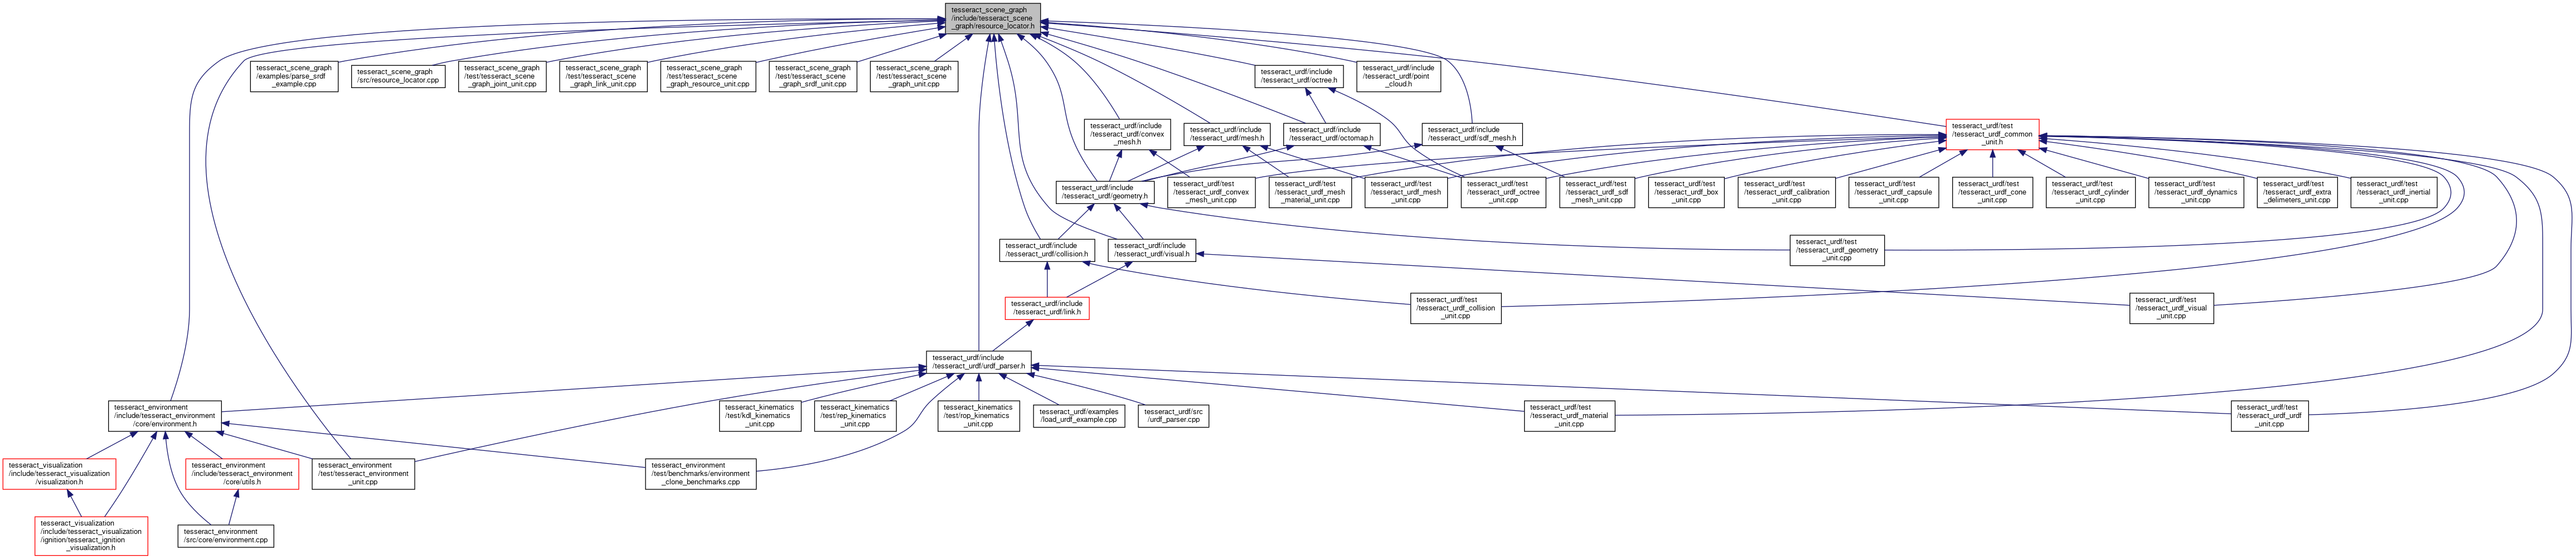 tesseract_scene_graph
/include/tesseract_scene
_graph/resource_locator.h
tesseract_scene_graph
/examples/parse_srdf
_example.cpp
tesseract_scene_graph
/src/resource_locator.cpp
tesseract_scene_graph
/test/tesseract_scene
_graph_joint_unit.cpp
tesseract_scene_graph
/test/tesseract_scene
_graph_link_unit.cpp
tesseract_scene_graph
/test/tesseract_scene
_graph_resource_unit.cpp
tesseract_scene_graph
/test/tesseract_scene
_graph_srdf_unit.cpp
tesseract_scene_graph
/test/tesseract_scene
_graph_unit.cpp
tesseract_urdf/include
/tesseract_urdf/octree.h
tesseract_urdf/include
/tesseract_urdf/point
_cloud.h
tesseract_urdf/include
/tesseract_urdf/convex
_mesh.h
tesseract_urdf/include
/tesseract_urdf/mesh.h
tesseract_urdf/include
/tesseract_urdf/octomap.h
tesseract_urdf/include
/tesseract_urdf/sdf_mesh.h
tesseract_urdf/test
/tesseract_urdf_common
_unit.h
tesseract_urdf/include
/tesseract_urdf/geometry.h
tesseract_urdf/test
/tesseract_urdf_convex
_mesh_unit.cpp
tesseract_urdf/test
/tesseract_urdf_mesh
_material_unit.cpp
tesseract_urdf/test
/tesseract_urdf_mesh
_unit.cpp
tesseract_urdf/test
/tesseract_urdf_octree
_unit.cpp
tesseract_urdf/test
/tesseract_urdf_sdf
_mesh_unit.cpp
tesseract_urdf/test
/tesseract_urdf_box
_unit.cpp
tesseract_urdf/test
/tesseract_urdf_calibration
_unit.cpp
tesseract_urdf/test
/tesseract_urdf_capsule
_unit.cpp
tesseract_urdf/test
/tesseract_urdf_cone
_unit.cpp
tesseract_urdf/test
/tesseract_urdf_cylinder
_unit.cpp
tesseract_urdf/test
/tesseract_urdf_dynamics
_unit.cpp
tesseract_urdf/test
/tesseract_urdf_extra
_delimeters_unit.cpp
tesseract_urdf/test
/tesseract_urdf_inertial
_unit.cpp
tesseract_urdf/include
/tesseract_urdf/collision.h
tesseract_urdf/include
/tesseract_urdf/visual.h
tesseract_urdf/test
/tesseract_urdf_geometry
_unit.cpp
tesseract_urdf/include
/tesseract_urdf/link.h
tesseract_urdf/test
/tesseract_urdf_collision
_unit.cpp
tesseract_urdf/test
/tesseract_urdf_visual
_unit.cpp
tesseract_urdf/include
/tesseract_urdf/urdf_parser.h
tesseract_environment
/include/tesseract_environment
/core/environment.h
tesseract_kinematics
/test/kdl_kinematics
_unit.cpp
tesseract_kinematics
/test/rep_kinematics
_unit.cpp
tesseract_kinematics
/test/rop_kinematics
_unit.cpp
tesseract_urdf/examples
/load_urdf_example.cpp
tesseract_urdf/src
/urdf_parser.cpp
tesseract_urdf/test
/tesseract_urdf_material
_unit.cpp
tesseract_urdf/test
/tesseract_urdf_urdf
_unit.cpp
tesseract_visualization
/include/tesseract_visualization
/visualization.h
tesseract_environment
/include/tesseract_environment
/core/utils.h
tesseract_environment
/test/tesseract_environment
_unit.cpp
tesseract_environment
/test/benchmarks/environment
_clone_benchmarks.cpp
tesseract_visualization
/include/tesseract_visualization
/ignition/tesseract_ignition
_visualization.h
tesseract_environment
/src/core/environment.cpp